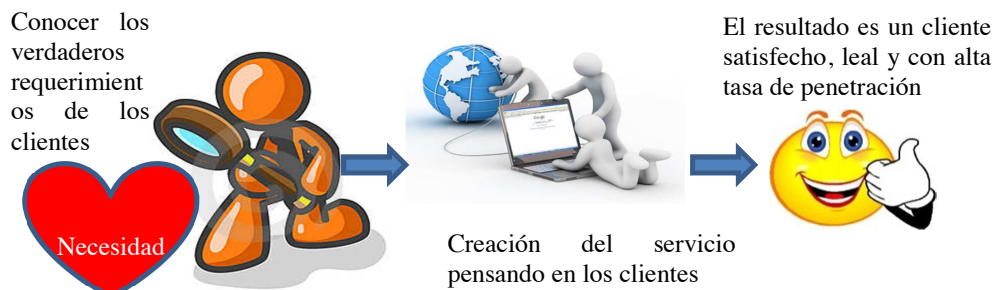 Conocer los
verdaderos
requerimient
os de los
clientes
Necesidad
Creación del servicio
pensando en los clientes
El resultado es un cliente
satisfecho, leal y con alta
tasa de penetración